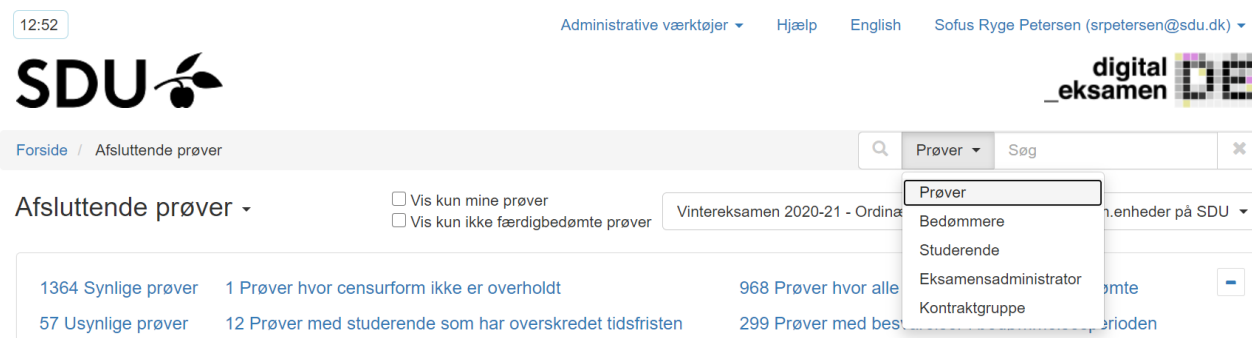 12:52 Administrative værktøjer Hjælp English Sofus Ryge Petersen (srpetersen@sdu.dk)
SDU
digital
_eksamen DE
Forside / Afsluttende prøver Prøver Søg
Afsluttende prøver
Vis kun mine prøver
Vis kun ikke færdigbedømte prøver
Vintereksamen 2020-21 - Ordinæ
n.enheder på SDU
Prøver
Bedømmere
Studerende
Eksamensadministrator
Kontraktgruppe
1364 Synlige prøver 1 Prøver hvor censurform ikke er overholdt 968 Prøver hvor alle
57 Usynlige prøver 12 Prøver med studerende som har overskredet tidsfristen 299 Prøver med